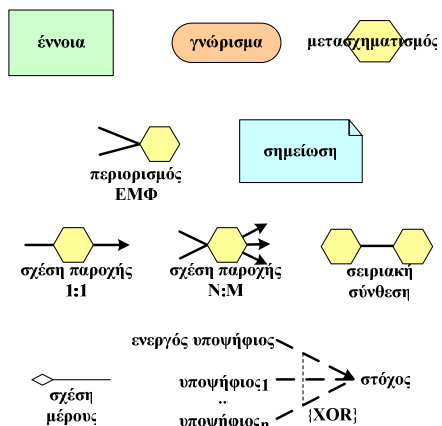 έννοια
γνώρισμα
μετασχηματισμός
περιορισμός
ΕΜΦ
σημείωση
σχέση παροχής
1:1
σχέση παροχής
N:M
σειριακή
σύνθεση
ενεργός υποψήφιος
υποψήφιος1
..
υποψήφιοςn
στόχος
{XOR}
σχέση
μέρους